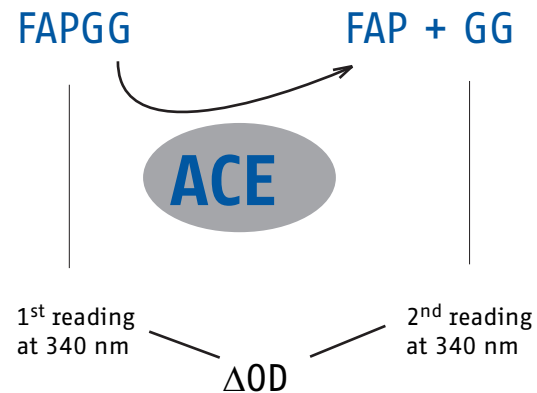 FAPGG
FAP + GG
ACE
1st reading
at 340 nm
2nd reading
at 340 nm
ΔOD